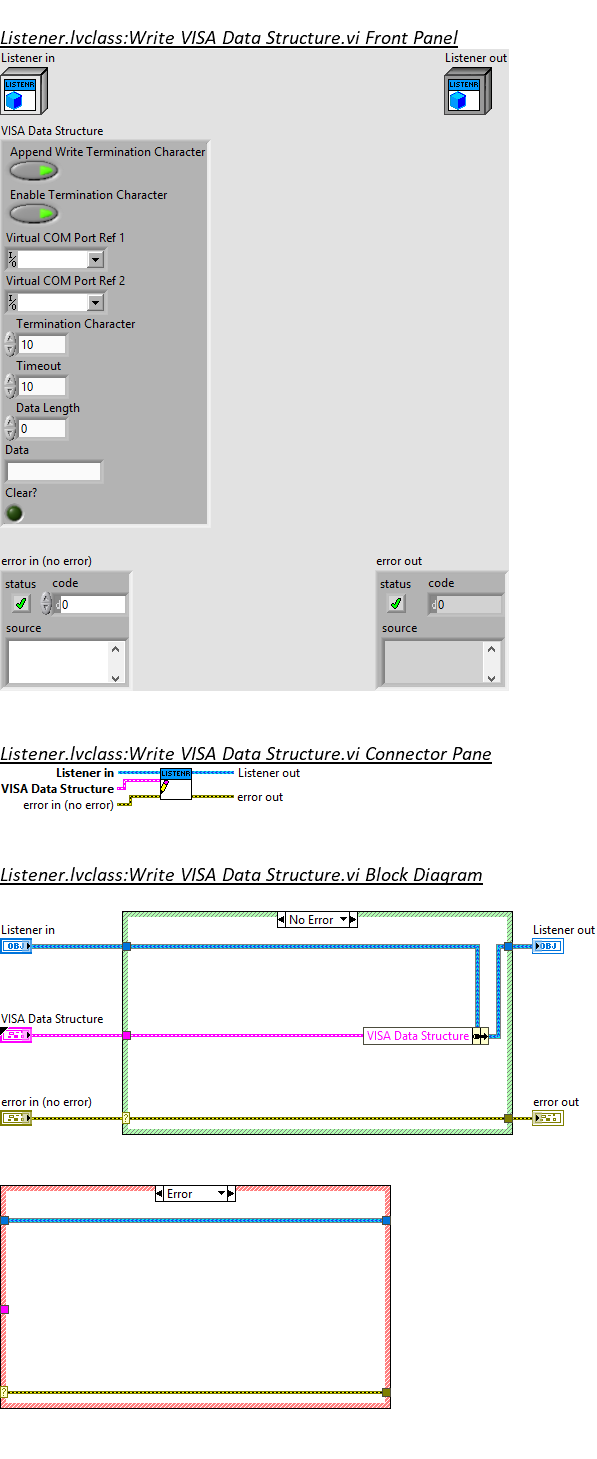 Listener.lvclass:Write VISA Data Structure.vi Front Panel
Listener in Listener out
LISTENR LISTENR
VISA Data Structure
Append Write Termination Character
Enable Termination Character
Virtual COM Port Ref 1
I/O
Virtual COM Port Ref 2
I/O
Termination Character
10
Timeout
10
Data Length
0
Data
Clear?
error in (no error) error out
status code status code
d0 d0
source source
Listener.lvclass:Write VISA Data Structure.vi Connector Pane
Listener in LISTENR Listener out
VISA Data Structure
error in (no error) error out
Listener.lvclass:Write VISA Data Structure.vi Block Diagram
No Error
Listener in Listener out
OBJ OBJ
VISA Data Structure
VISA Data Structure
error in (no error) error out
?
Error
?